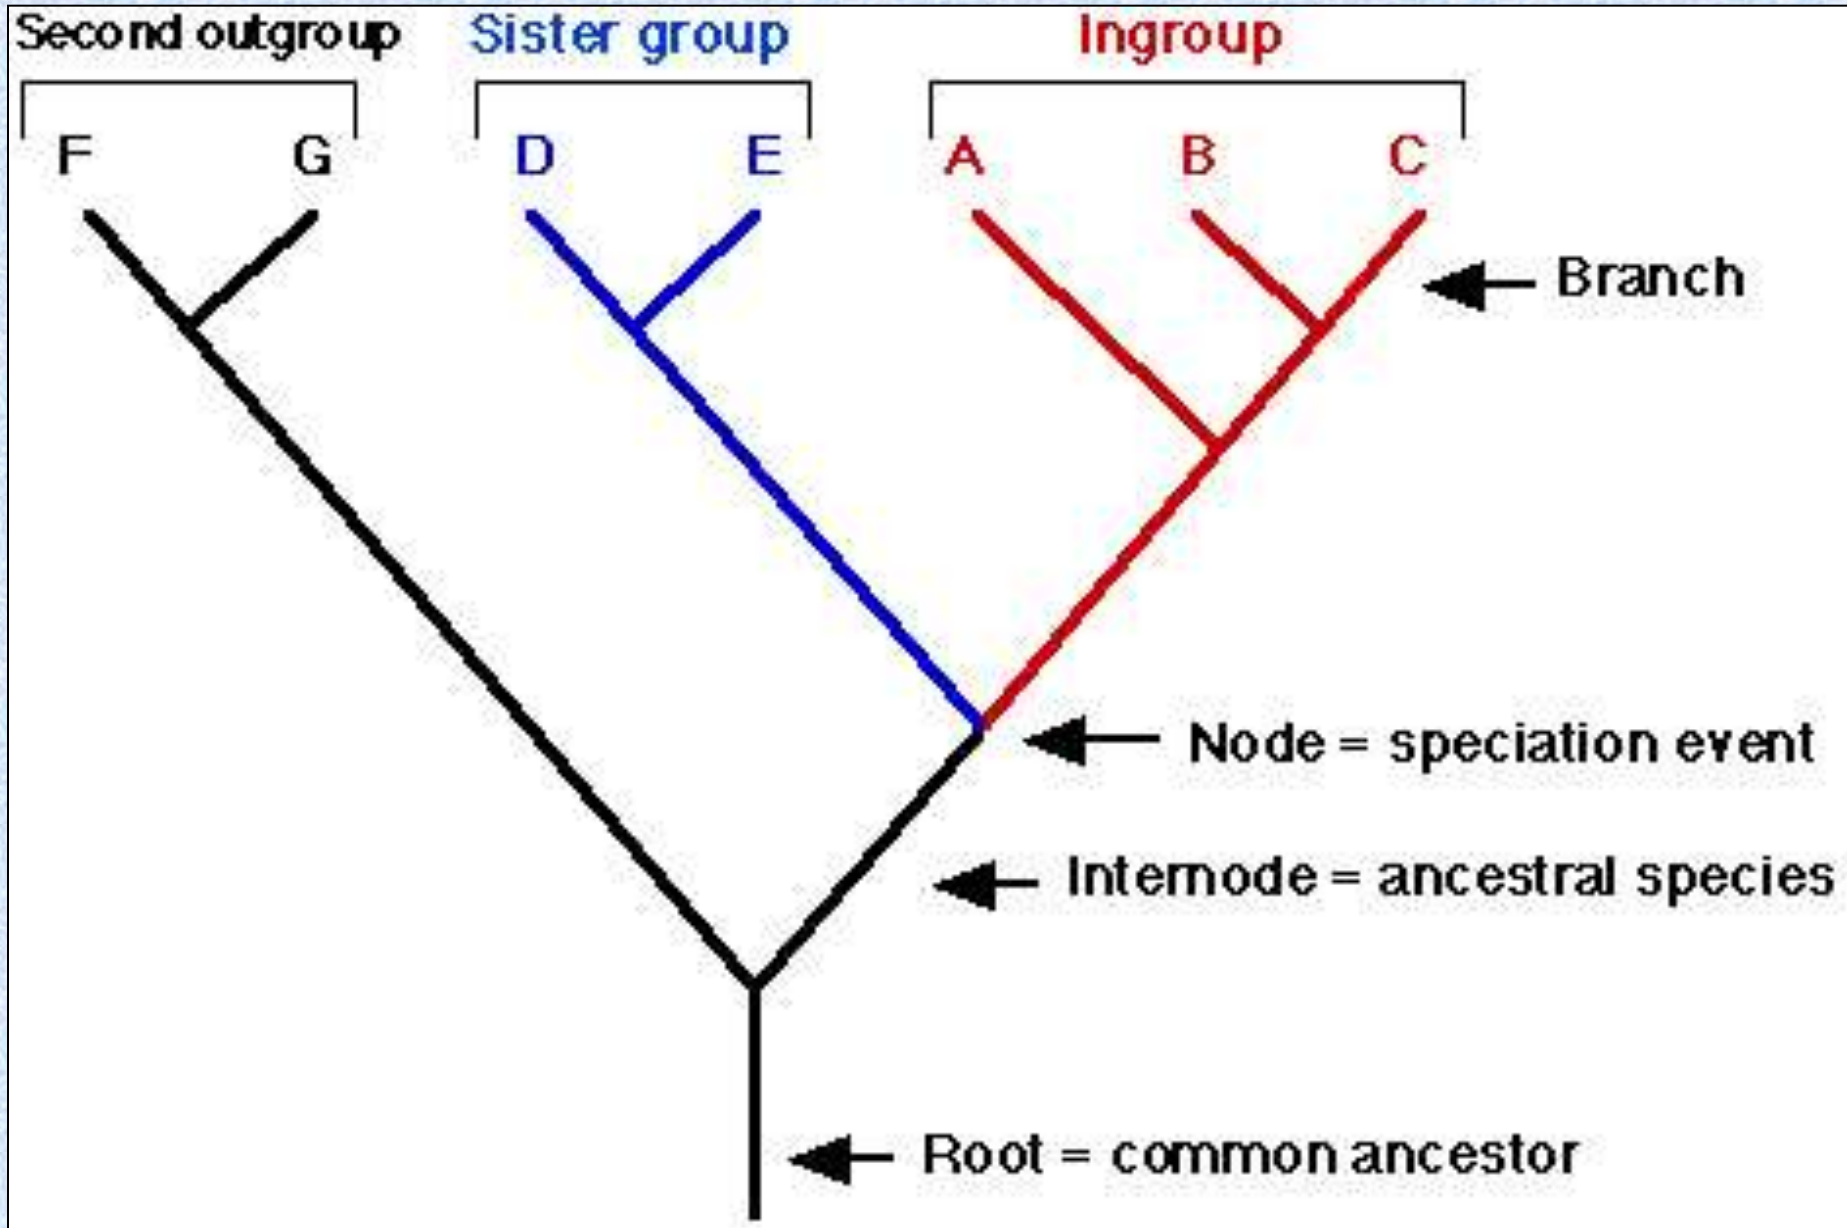 Second outgroup Sister group Ingroup
F G D E A B C
Branch
Node = speciation event
Internode = ancestral species
Root = common ancestor